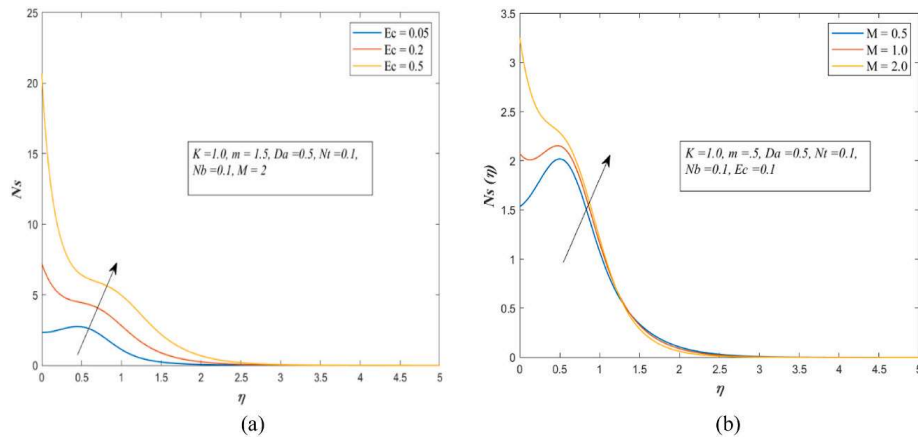 25
20
15
10
5
0
Ns
Ec = 0.05
Ec = 0.2
Ec = 0.5
K =1.0, m = 1.5, Da =0.5, Nt =0.1,
Nb =0.1, M = 2
0 0.5 1 1.5 2 2.5 3 3.5 4 4.5 5
η
(a)
3.5
3
2.5
2
1.5
1
0.5
0
Ns (η)
M = 0.5
M = 1.0
M = 2.0
K =1.0, m =.5, Da =0.5, Nt =0.1,
Nb =0.1, Ec =0.1
0 0.5 1 1.5 2 2.5 3 3.5 4 4.5 5
η
(b)